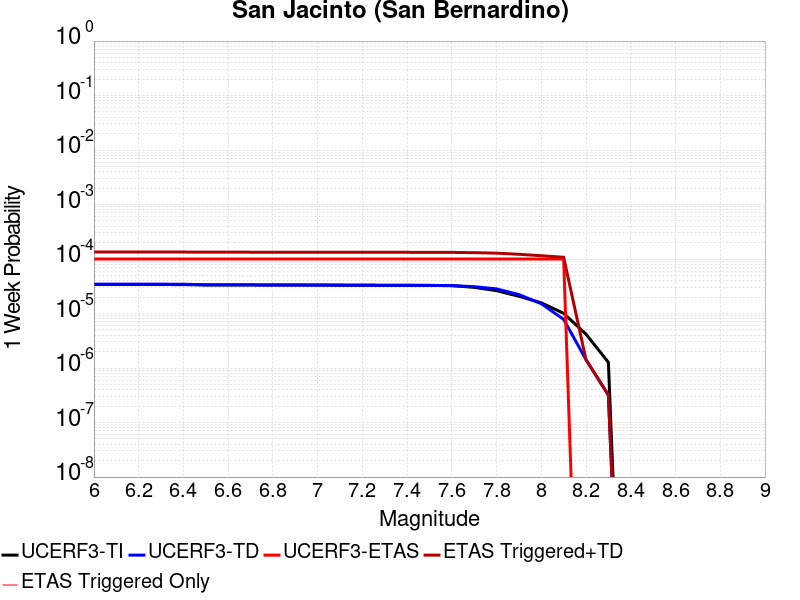 San Jacinto (San Bernardino)
10^0
10^-1
10^-2
10^-3
10^-4
10^-5
10^-6
10^-7
10^-8
1 Week Probability
6 6.2 6.4 6.6 6.8 7 7.2 7.4 7.6 7.8 8 8.2 8.4 8.6 8.8 9
Magnitude
UCERF3-TI UCERF3-TD UCERF3-ETAS ETAS Triggered+TD
ETAS Triggered Only